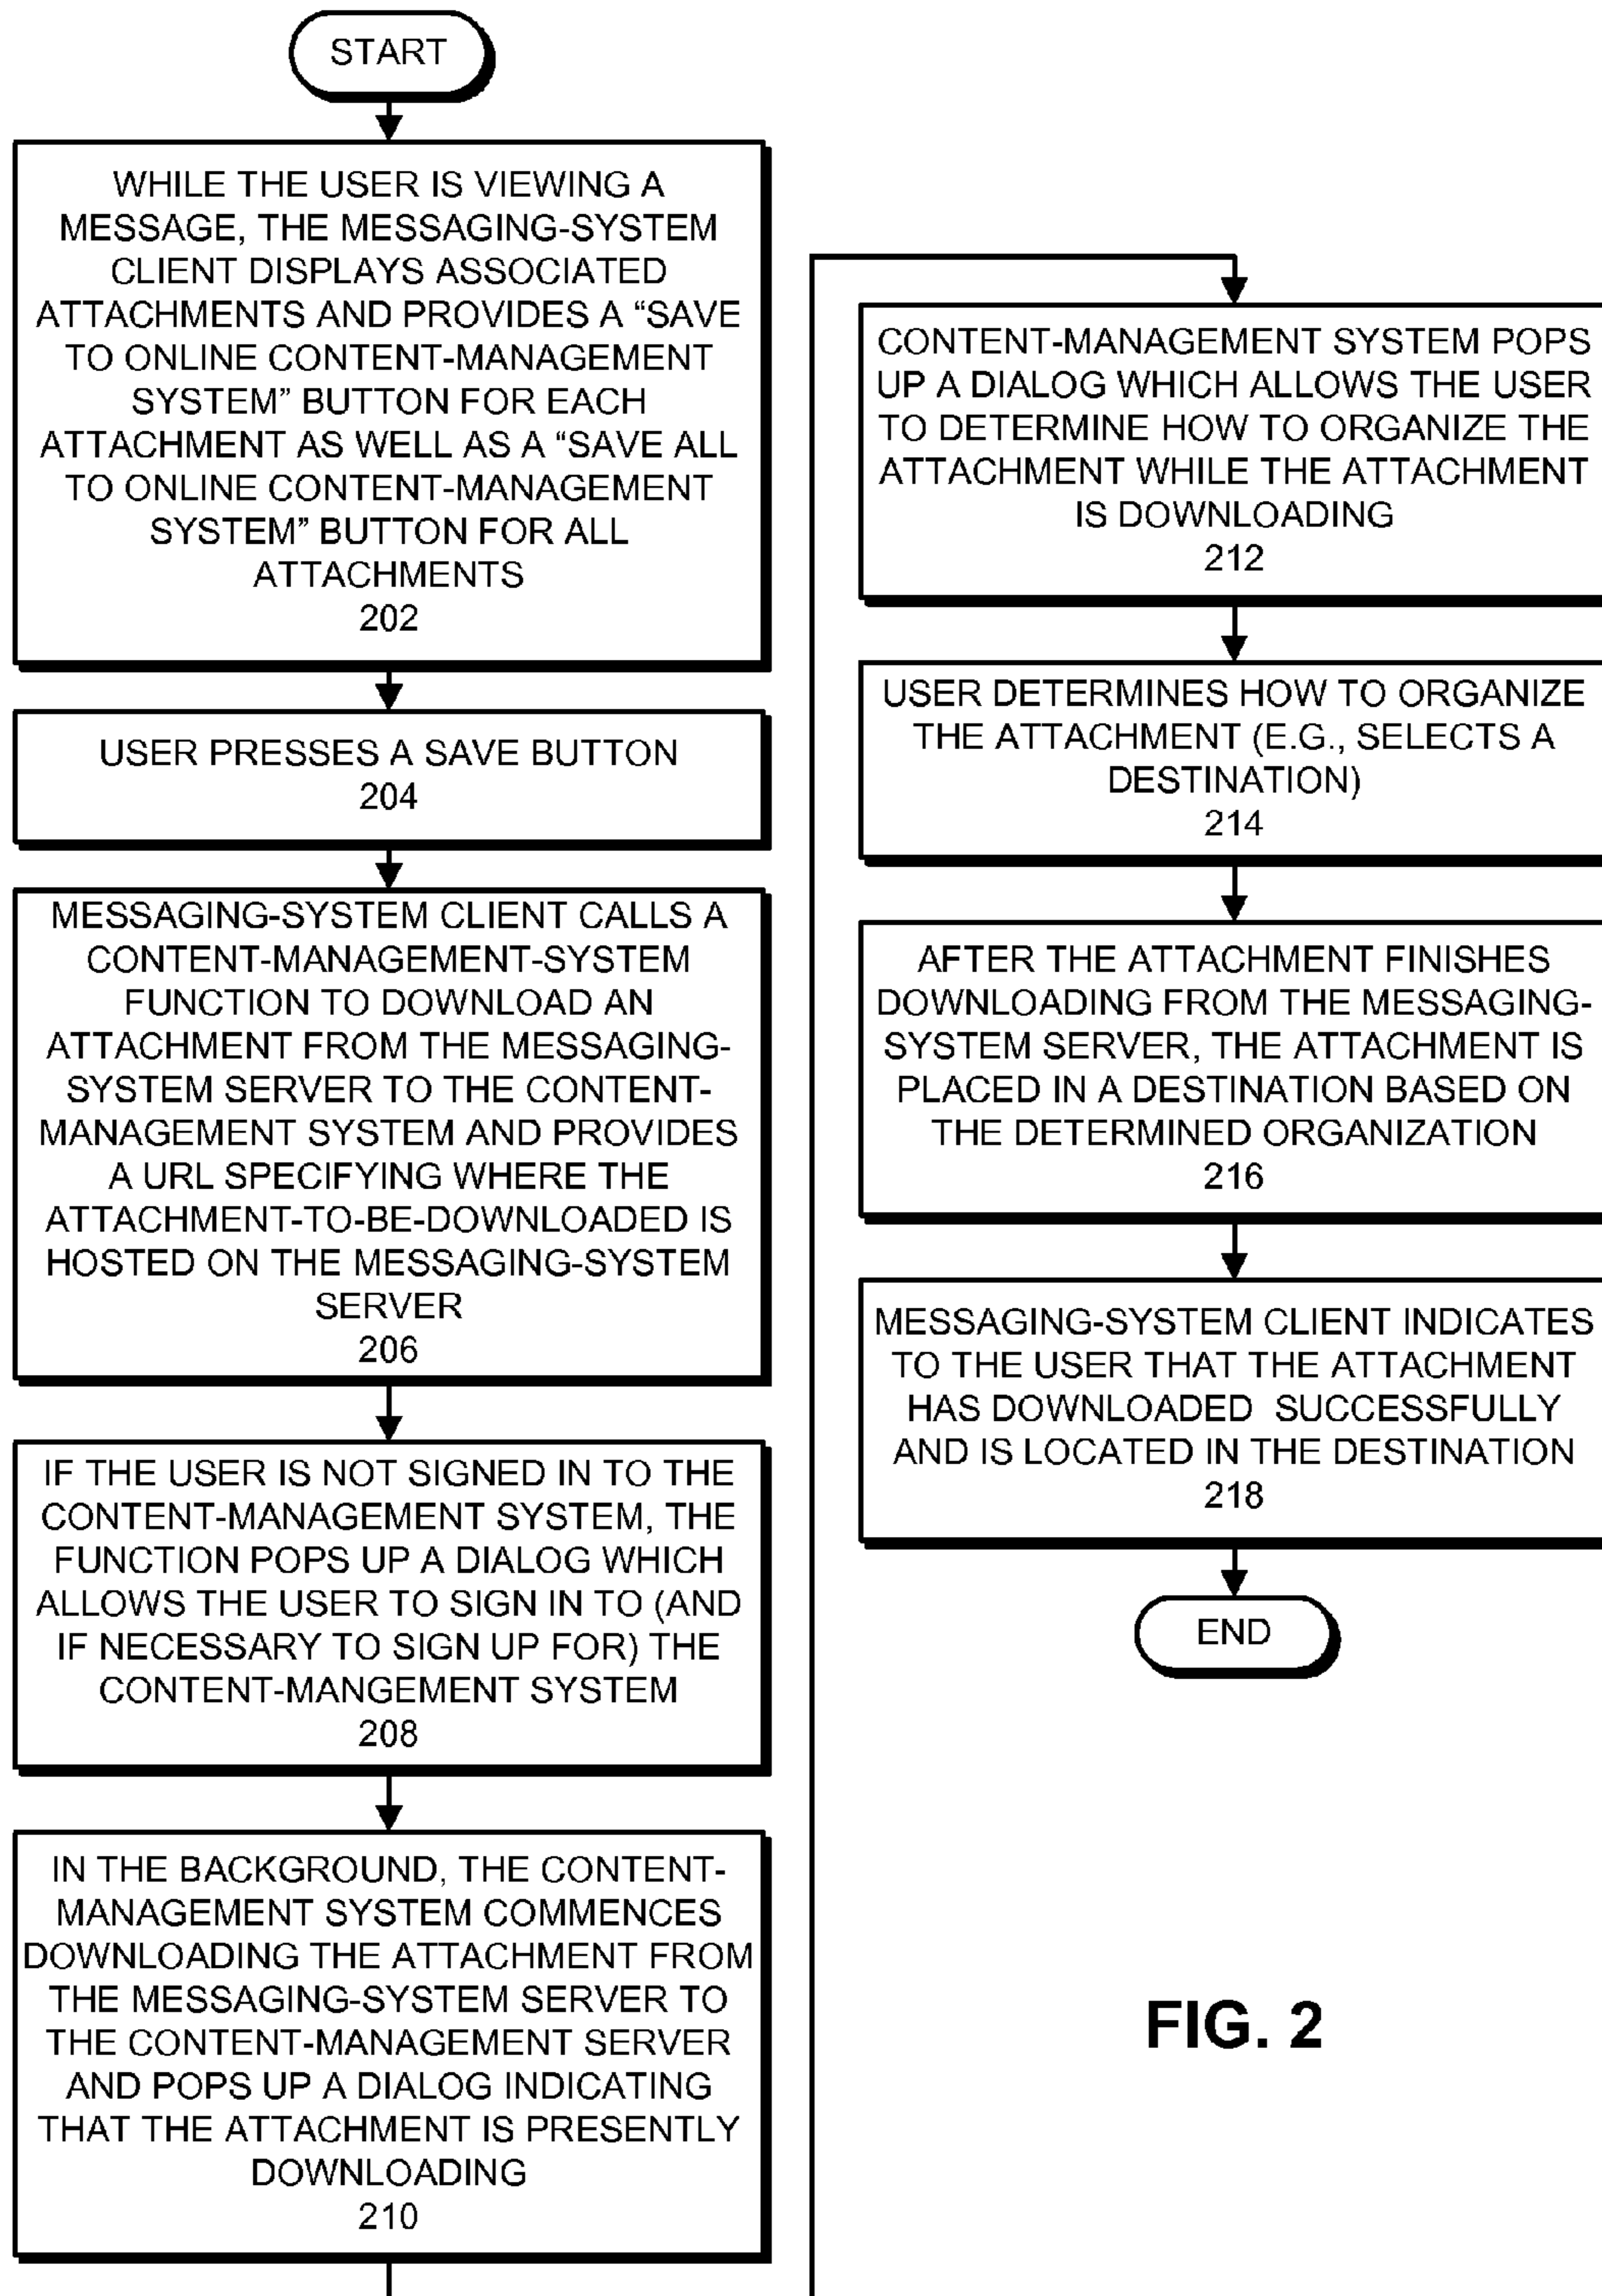 START
WHILE THE USER IS VIEWING A
MESSAGE, THE MESSAGING-SYSTEM
CLIENT DISPLAYS ASSOCIATED
ATTACHMENTS AND PROVIDES A “SAVE
TO ONLINE CONTENT-MANAGEMENT
SYSTEM” BUTTON FOR EACH
ATTACHMENT AS WELL AS A “SAVE ALL
TO ONLINE CONTENT-MANAGEMENT
SYSTEM” BUTTON FOR ALL
ATTACHMENTS
202
USER PRESSES A SAVE BUTTON
204
MESSAGING-SYSTEM CLIENT CALLS A
CONTENT-MANAGEMENT-SYSTEM
FUNCTION TO DOWNLOAD AN
ATTACHMENT FROM THE MESSAGING-
SYSTEM SERVER TO THE CONTENT-
MANAGEMENT SYSTEM AND PROVIDES
A URL SPECIFYING WHERE THE
ATTACHMENT-TO-BE-DOWNLOADED IS
HOSTED ON THE MESSAGING-SYSTEM
SERVER
206
IF THE USER IS NOT SIGNED IN TO THE
CONTENT-MANAGEMENT SYSTEM, THE
FUNCTION POPS UP A DIALOG WHICH
ALLOWS THE USER TO SIGN IN TO (AND
IF NECESSARY TO SIGN UP FOR) THE
CONTENT-MANGEMENT SYSTEM
208
IN THE BACKGROUND, THE CONTENT-
MANAGEMENT SYSTEM COMMENCES
DOWNLOADING THE ATTACHMENT FROM
THE MESSAGING-SYSTEM SERVER TO
THE CONTENT-MANAGEMENT SERVER
AND POPS UP A DIALOG INDICATING
THAT THE ATTACHMENT IS PRESENTLY
DOWNLOADING
210
CONTENT-MANAGEMENT SYSTEM POPS
UP A DIALOG WHICH ALLOWS THE USER
TO DETERMINE HOW TO ORGANIZE THE
ATTACHMENT WHILE THE ATTACHMENT
IS DOWNLOADING
212
USER DETERMINES HOW TO ORGANIZE
THE ATTACHMENT (E.G., SELECTS A
DESTINATION)
214
AFTER THE ATTACHMENT FINISHES
DOWNLOADING FROM THE MESSAGING-
SYSTEM SERVER, THE ATTACHMENT IS
PLACED IN A DESTINATION BASED ON
THE DETERMINED ORGANIZATION
216
MESSAGING-SYSTEM CLIENT INDICATES
TO THE USER THAT THE ATTACHMENT
HAS DOWNLOADED SUCCESSFULLY
AND IS LOCATED IN THE DESTINATION
218
END
FIG. 2